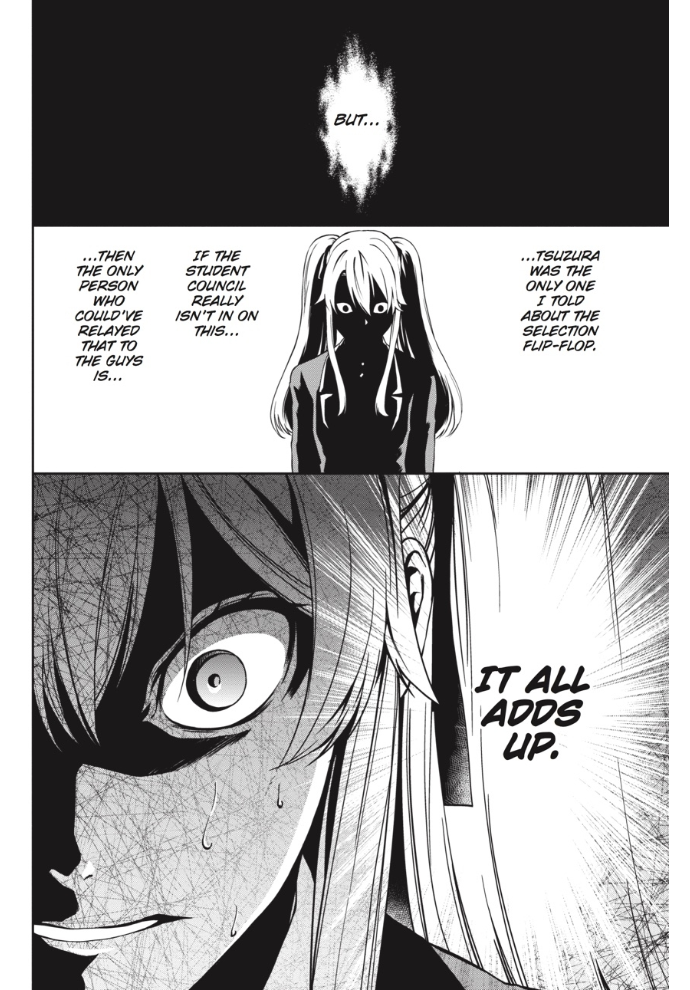 BUT...
...TSUZURA
WAS THE
ONLY ONE
I TOLD
ABOUT THE
SELECTION
FLIP-FLOP.
IF THE
STUDENT
COUNCIL
REALLY
ISN'T IN ON
THIS...
...THEN
THE ONLY
PERSON
WHO
COULD'VE
RELAYED
THAT TO
THE GUYS
IS...
IT ALL
ADDS
UP.